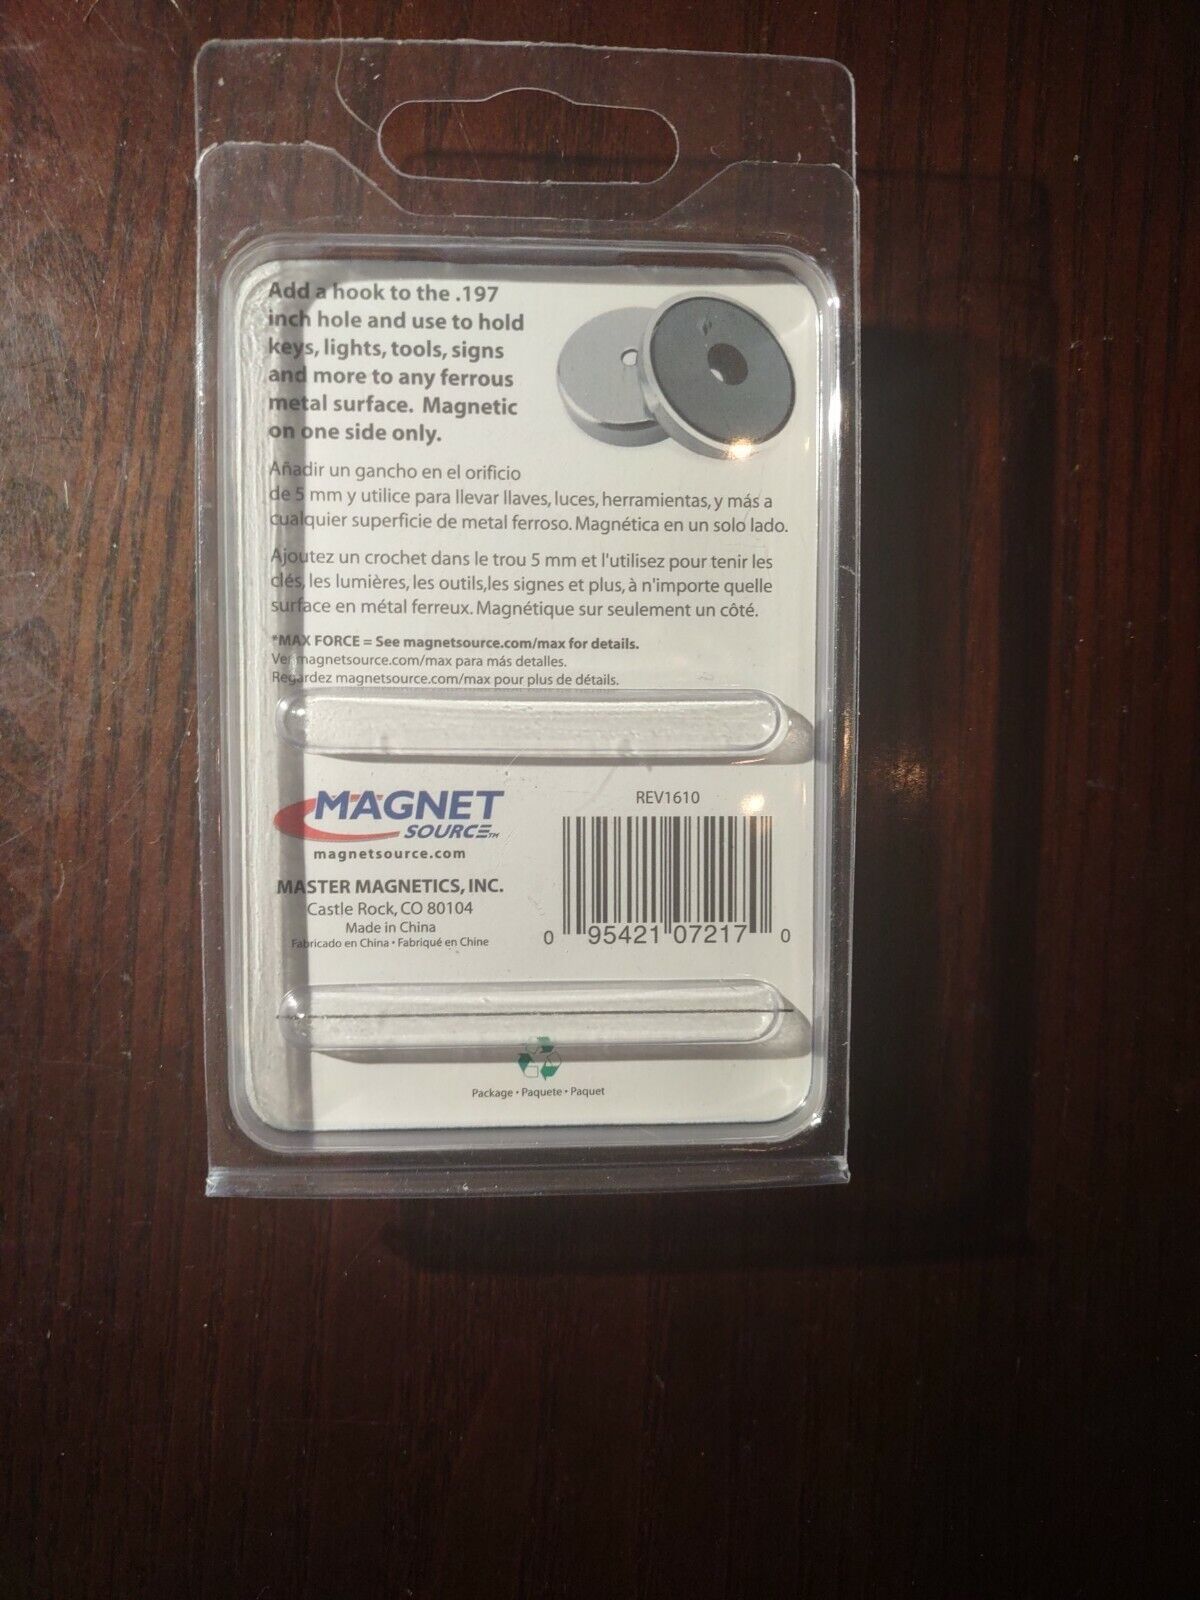 Add a hook to the .197
inch hole and use to hold
keys, lights, tools, signs
and more to any ferrous
metal surface. Magnetic
on one side only.
Añadir un gancho en el orificio
de 5 mm y utilice para llevar llaves, luces, herramientas, y más a
cualquier superficie de metal ferroso. Magnética en un solo lado.
Ajoutez un crochet dans le trou 5 mm et l'utilisez pour tenir les
clés, les lumières, les outils,les signes et plus, à n'importe quelle
surface en métal ferreux. Magnétique sur seulement un côté.
*MAX FORCE = See magnetsource.com/max for details.
Ver magnetsource.com/max para más detalles.
Regardez magnetsource.com/max pour plus de détails.
MAGNET
SOURCE™
magnetsource.com
MASTER MAGNETICS, INC.
Castle Rock, CO 80104
Made in China
Fabricado en China • Fabriqué en Chine
REV1610
0 95421 07217 0
Package • Paquete • Paquet